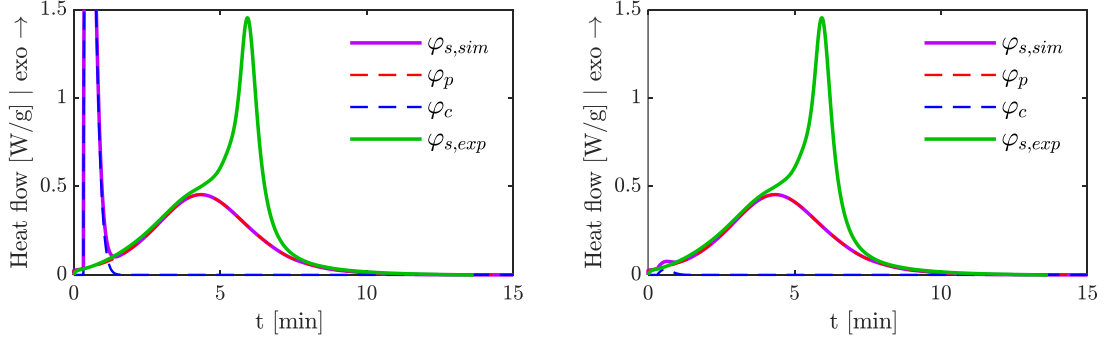 Heat flow [W/g] | exo →
1.5
1
0.5
0
0
5
10
15
t [min]
φs,sim
φp
φc
φs,exp
Heat flow [W/g] | exo →
1.5
1
0.5
0
0
5
10
15
t [min]
φs,sim
φp
φc
φs,exp